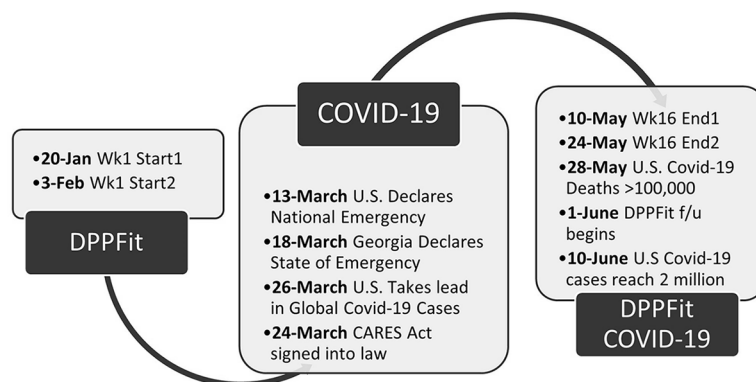 •20-Jan Wk1 Start1
•3-Feb Wk1 Start2
DPPFit
COVID-19
•13-March U.S. Declares
National Emergency
•18-March Georgia Declares
State of Emergency
•26-March U.S. Takes lead
in Global Covid-19 Cases
•24-March CARES Act
signed into law
•10-May Wk16 End1
•24-May Wk16 End2
•28-May U.S. Covid-19
Deaths >100,000
•1-June DPPFit f/u
begins
•10-June U.S Covid-19
cases reach 2 million
DPPFit
COVID-19